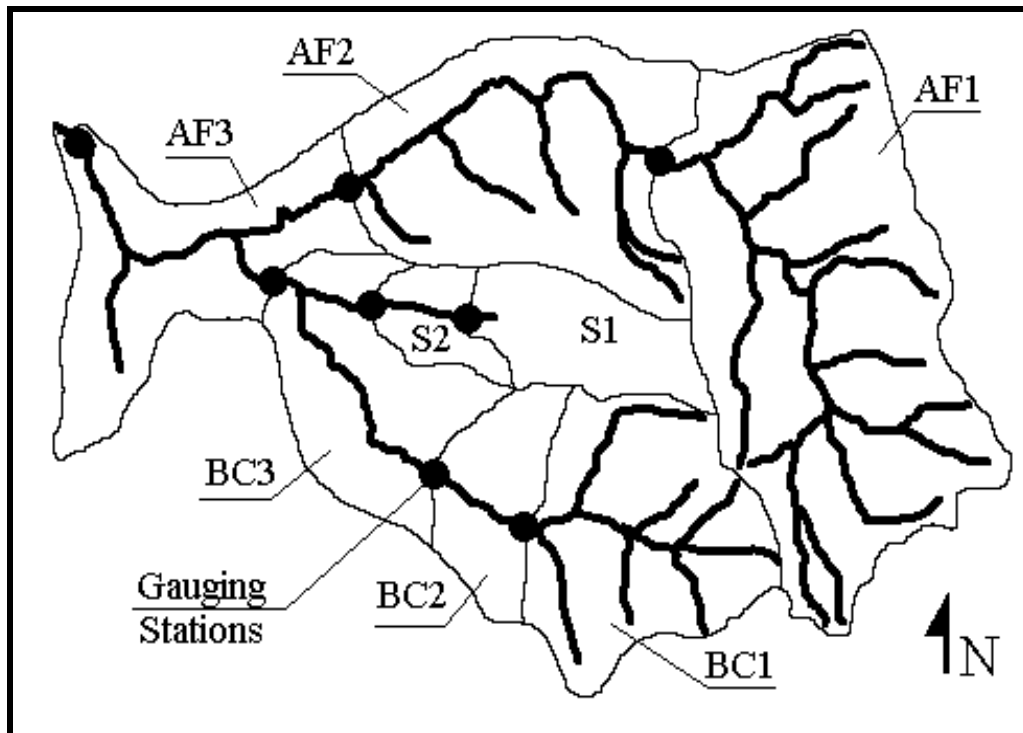 AF2
AF1
AF3
S2
S1
BC3
Gauging
Stations
BC2
BC1
N